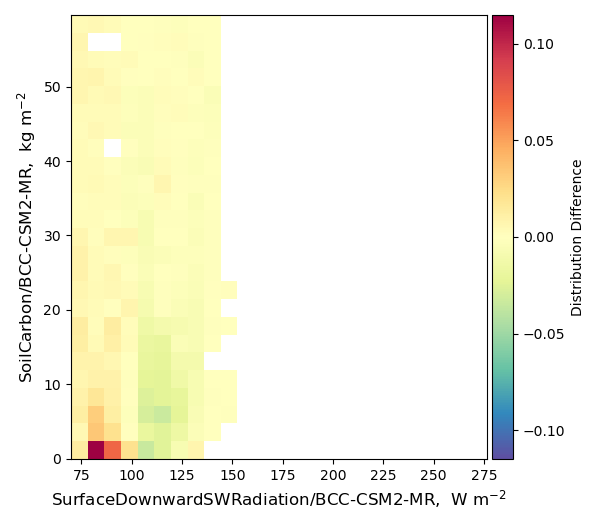 SoilCarbon/BCC-CSM2-MR, kg m−2
50
40
30
20
10
0
75 100 125 150 175 200 225 250 275
SurfaceDownwardSWRadiation/BCC-CSM2-MR, W m−2
0.10
0.05
0.00
−0.05
−0.10
Distribution Difference